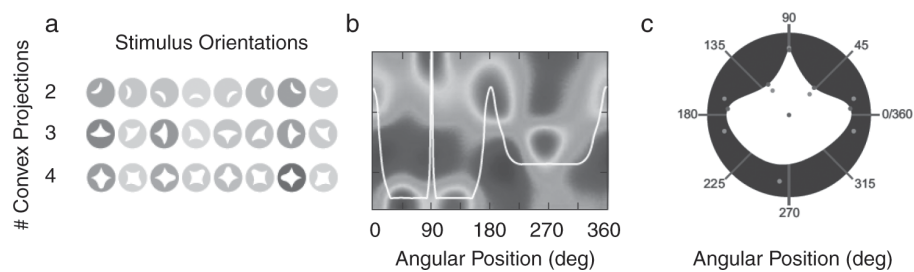 a
Stimulus Orientations
# Convex Projections
2
3
4
b
0 90 180 270 360
Angular Position (deg)
c
90
135 45
180 0/360
225 315
270
Angular Position (deg)